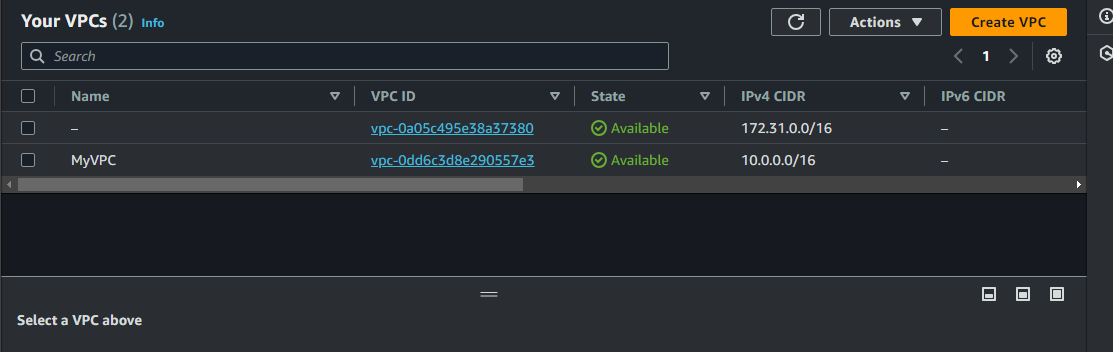 Your VPCs (2) Info
Actions
Create VPC
Search
1
Name VPC ID State IPv4 CIDR IPv6 CIDR
– vpc-0a05c495e38a37380 Available 172.31.0.0/16 –
MyVPC vpc-0dd6c3d8e290557e3 Available 10.0.0.0/16 –
Select a VPC above